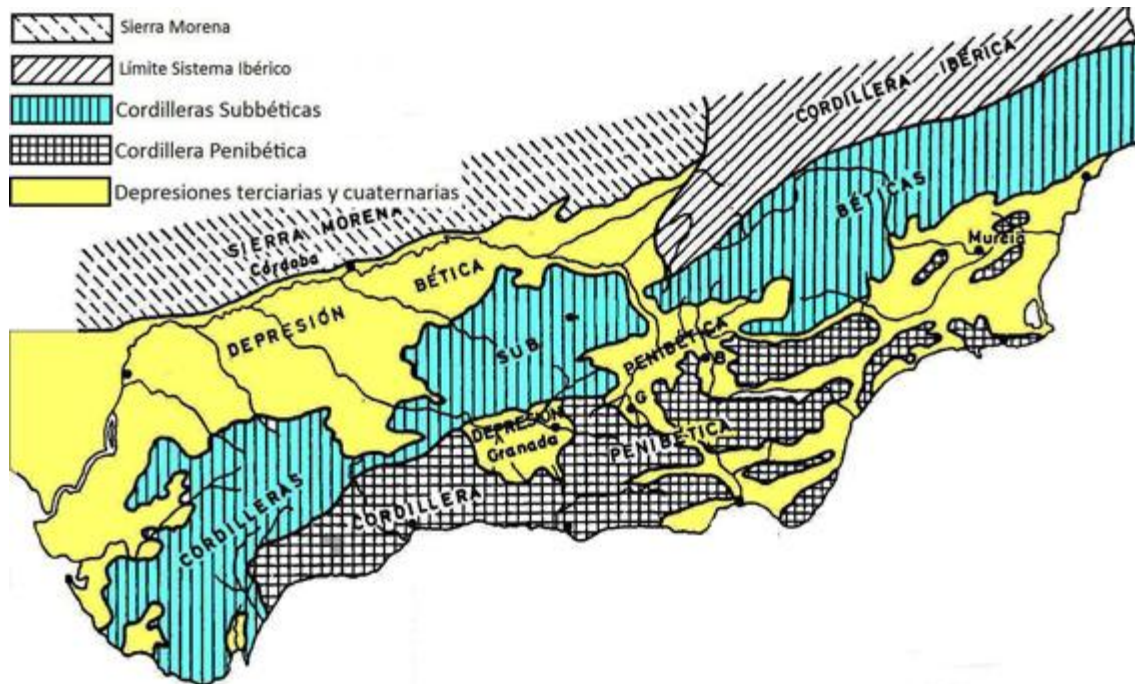 Sierra Morena
Límite Sistema Ibérico
Cordilleras Subbéticas
Cordillera Penibética
Depresiones terciarias y cuaternarias
CORDILLERA IBÉRICA
SIERRA MORENA
Córdoba
BÉTICAS
Murcia
BÉTICA
DEPRESIÓN
SUB
PENIBÉTICA
B
G
DEPRESIÓN
Granada
PENIBÉTICA
CORDILLERA
CORDILLERAS